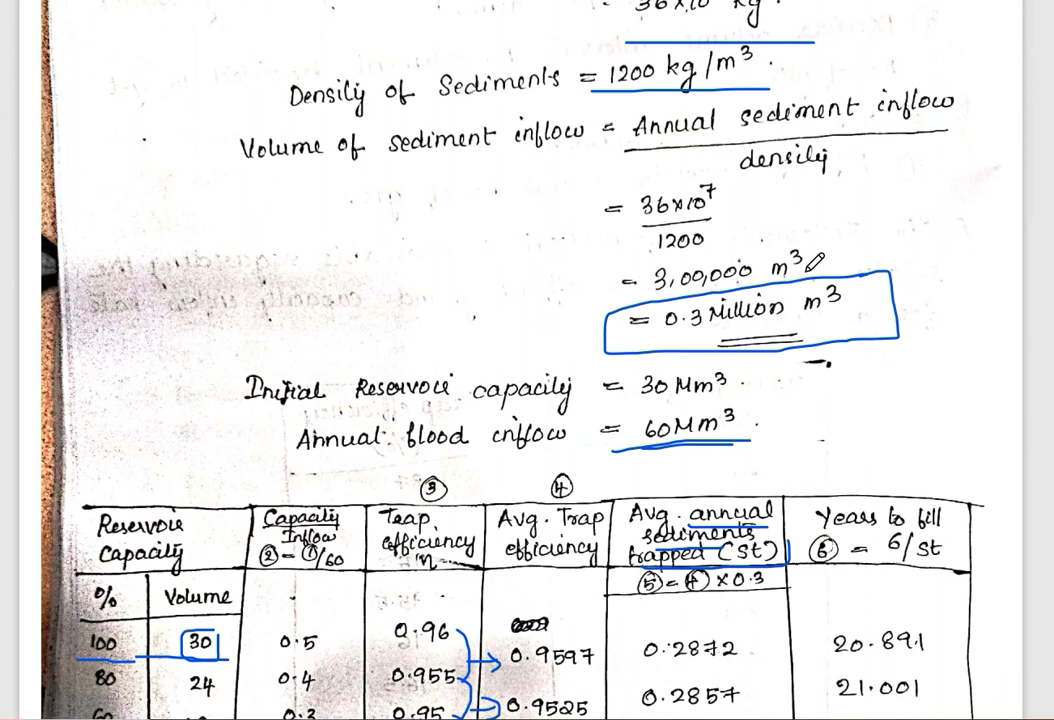 = 36×10 kg.
Density of Sediments = 1200 kg/m³.
Volume of sediment inflow = Annual sediment inflow
density
= 36×10⁷
1200
= 3,00,000 m³
= 0.3 Million m³
Initial Reservoir capacity = 30 Mm³.
Annual flood inflow = 60Mm³.
③ ④
Reservoir Capacity
Capacity Inflow ② = ①/60
Trap efficiency η
Avg. Trap efficiency
Avg. annual sediments trapped (St)
Years to fill ⑥ = 6/St
⑤ = ④ × 0.3
% Volume
100 30 0.5 0.96 0.9597 0.2872 20.891
80 24 0.4 0.955 0.9525 0.2857 21.001
60 0.3 0.95